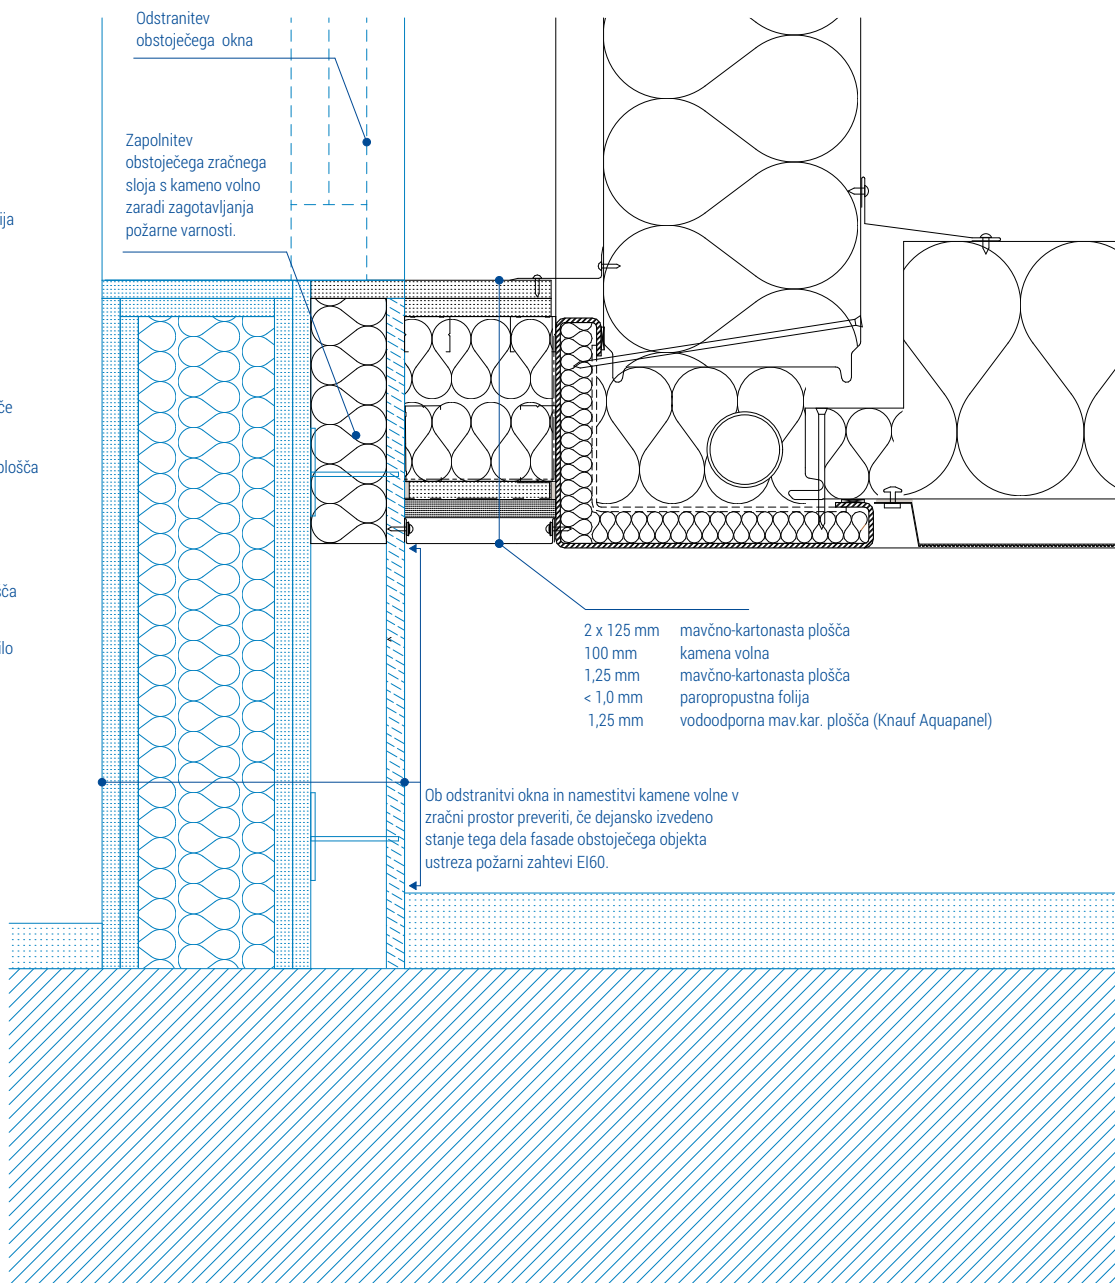 Odstranitev
obstoječega okna
Zapolnitev
obstoječega zračnega
sloja s kameno volno
zaradi zagotavljanja
požarne varnosti.
plošča
2 x 125 mm mavčno-kartonasta plošča
100 mm kamena volna
1,25 mm mavčno-kartonasta plošča
< 1,0 mm paropropustna folija
1,25 mm vodoodporna mav.kar. plošča (Knauf Aquapanel)
Ob odstranitvi okna in namestitvi kamene volne v
zračni prostor preveriti, če dejansko izvedeno
stanje tega dela fasade obstoječega objekta
ustreza požarni zahtevi EI60.